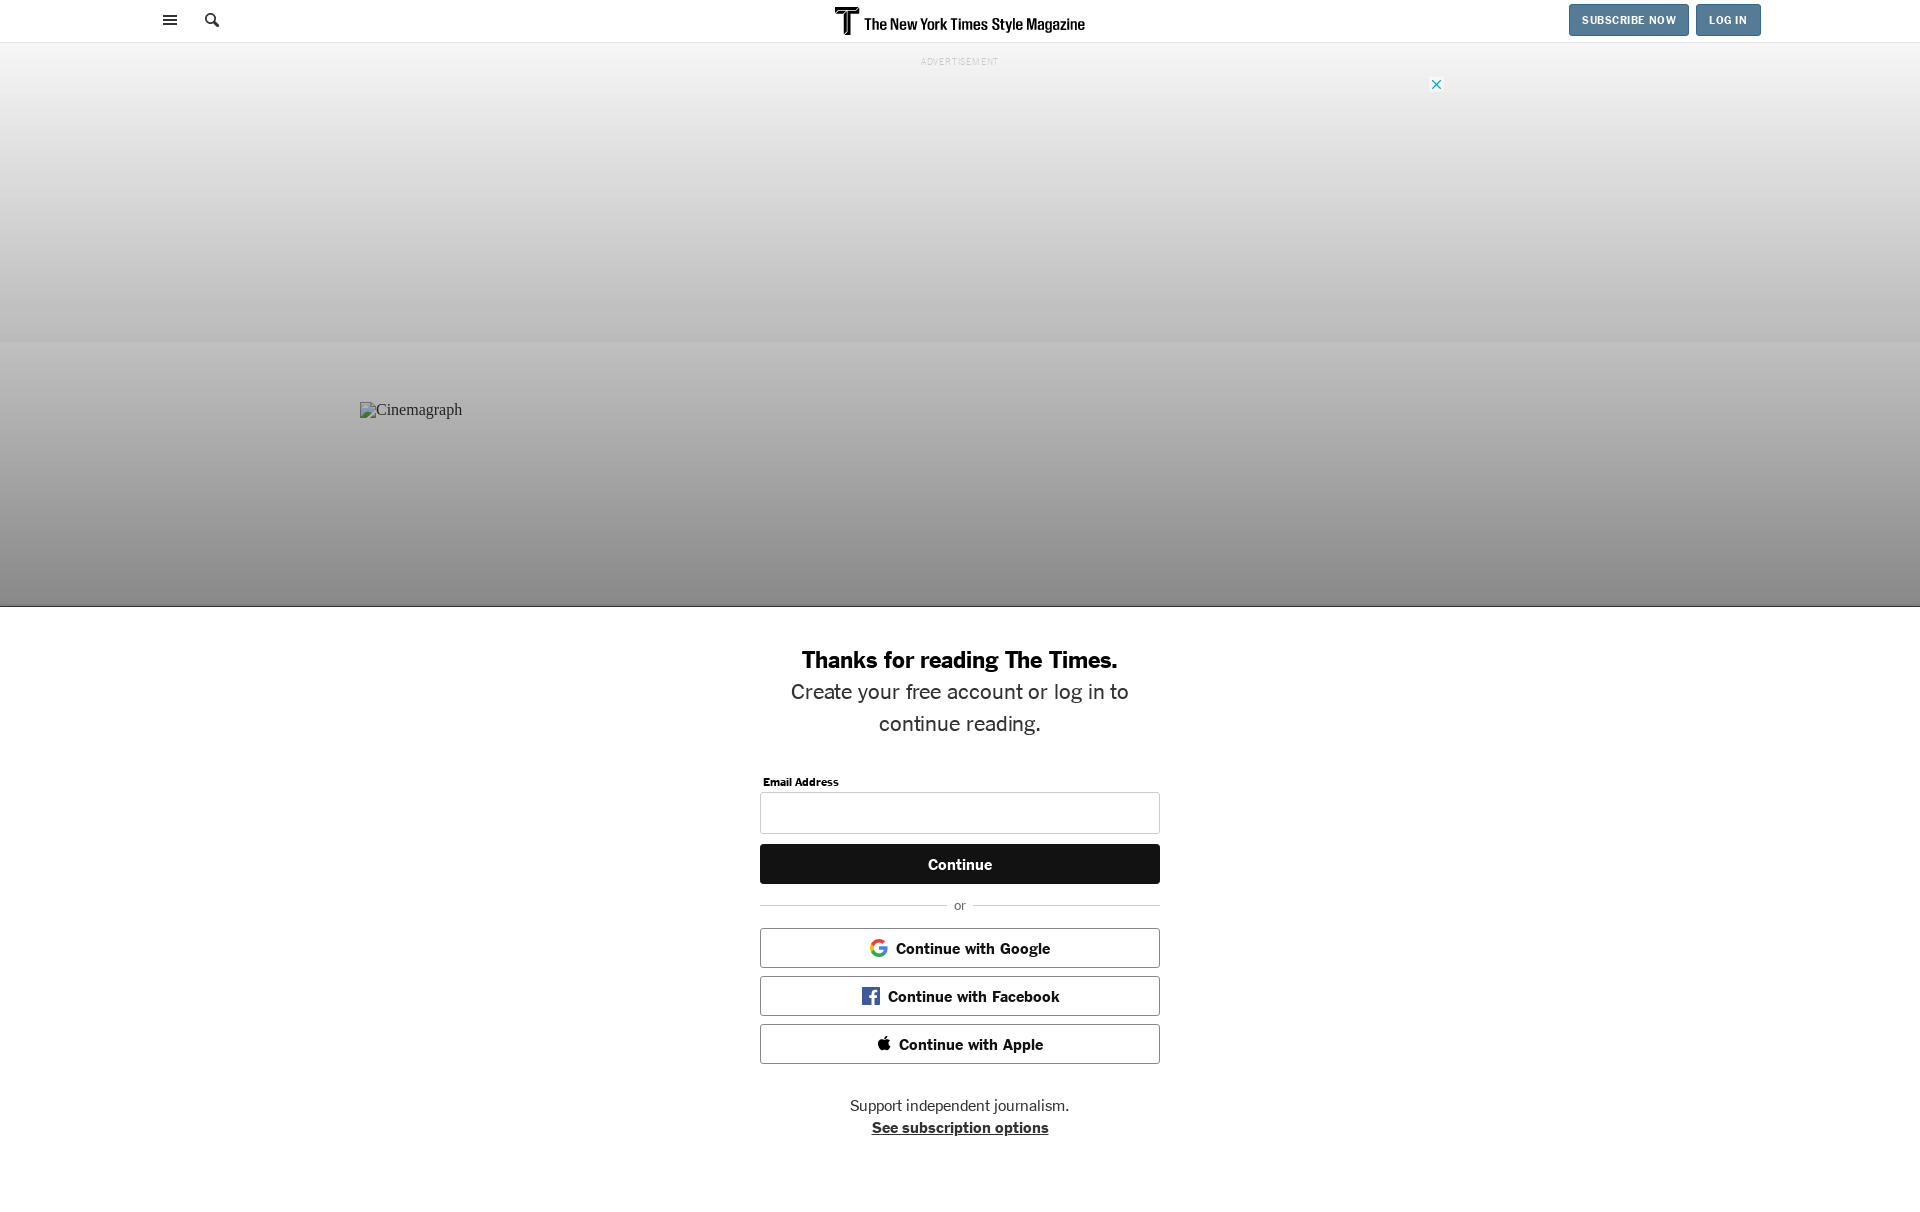 The New York Times Style Magazine
SUBSCRIBE NOW
LOG IN
ADVERTISEMENT
Cinemagraph
Thanks for reading The Times.
Create your free account or log in to
continue reading.
Email Address
Continue
or
Continue with Google
Continue with Facebook
Continue with Apple
Support independent journalism.
See subscription options